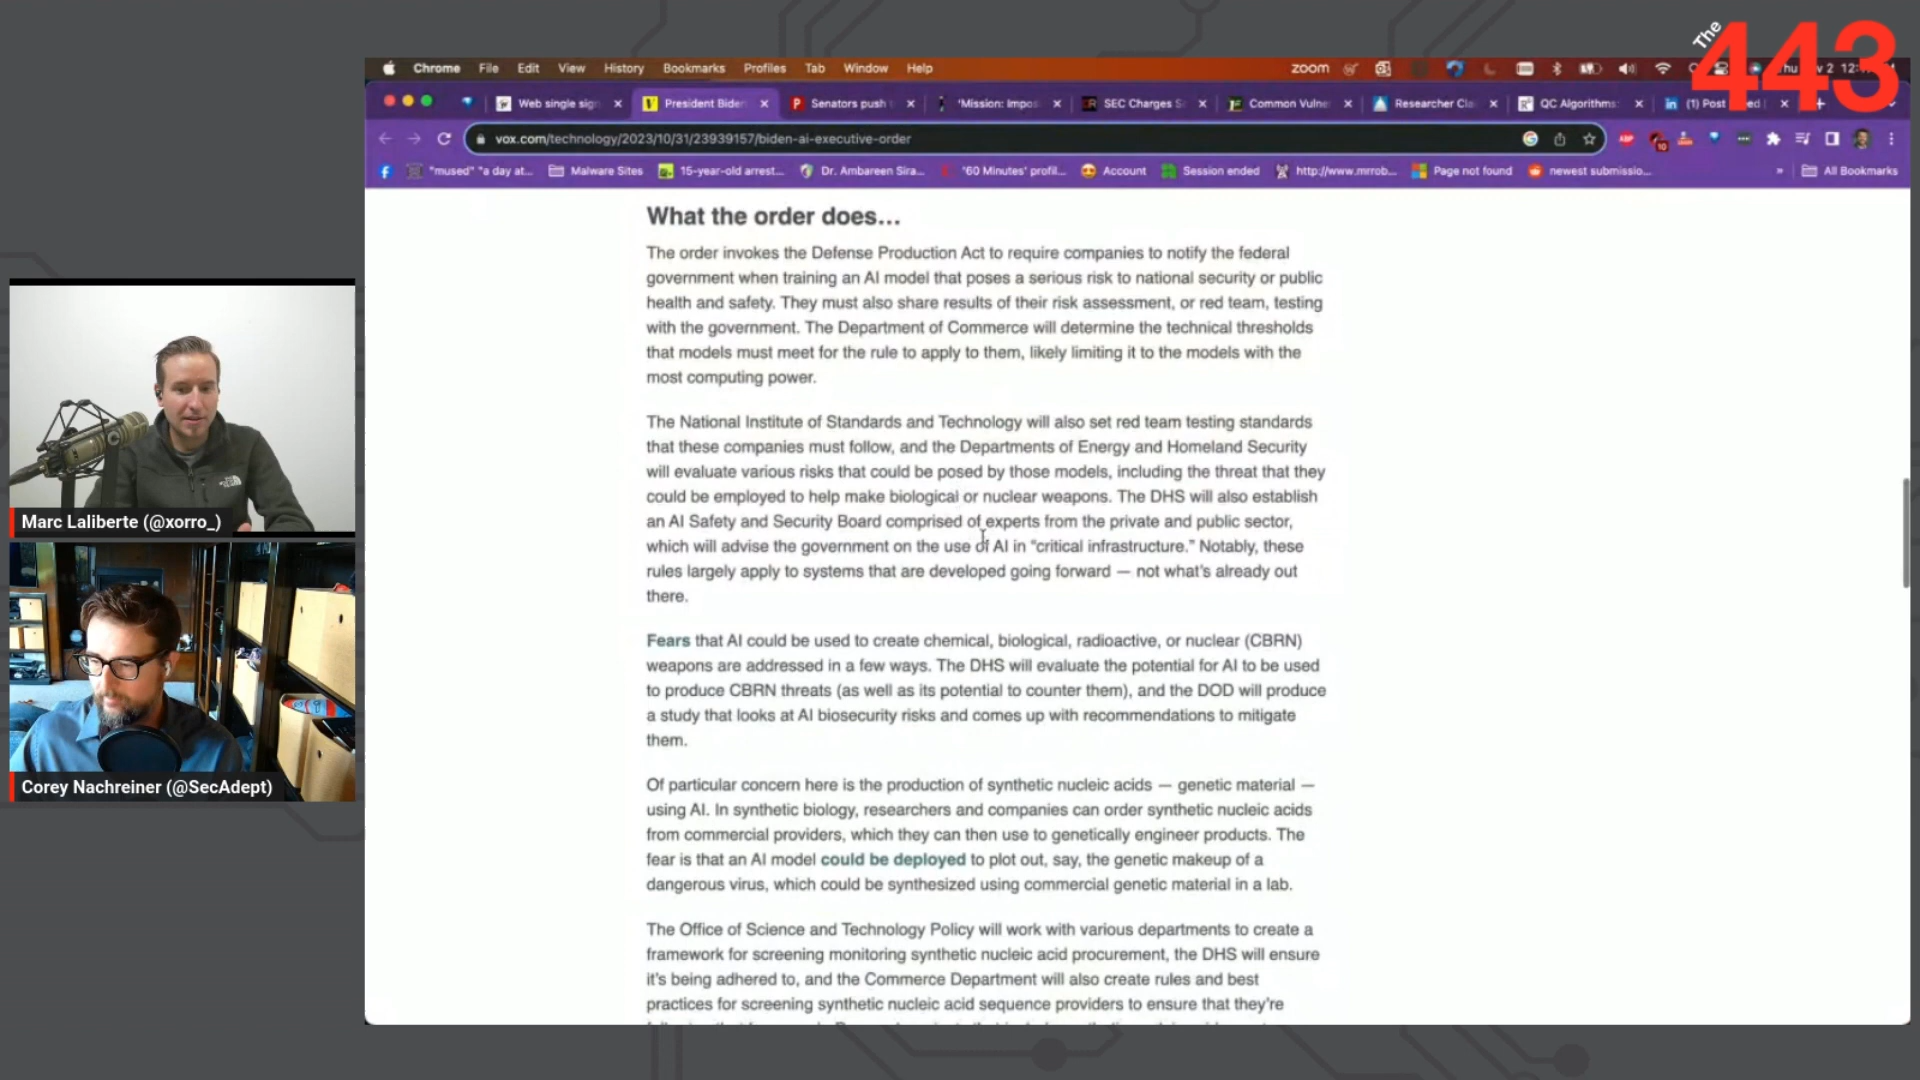 The 443
Chrome File Edit View History Bookmarks Profiles Tab Window Help zoom
Web single sign President Biden Senators push 'Mission: Impos SEC Charges S Common Vulne Researcher Cla QC Algorithms: (1) Post
vox.com/technology/2023/10/31/23939157/biden-ai-executive-order
"mused" "a day at... Malware Sites 15-year-old arrest... Dr. Ambareen Sira... '60 Minutes' profil... Account Session ended http://www.mrrob... Page not found newest submissio... » All Bookmarks
What the order does…
The order invokes the Defense Production Act to require companies to notify the federal
government when training an AI model that poses a serious risk to national security or public
health and safety. They must also share results of their risk assessment, or red team, testing
with the government. The Department of Commerce will determine the technical thresholds
that models must meet for the rule to apply to them, likely limiting it to the models with the
most computing power.
The National Institute of Standards and Technology will also set red team testing standards
that these companies must follow, and the Departments of Energy and Homeland Security
will evaluate various risks that could be posed by those models, including the threat that they
could be employed to help make biological or nuclear weapons. The DHS will also establish
an AI Safety and Security Board comprised of experts from the private and public sector,
which will advise the government on the use of AI in “critical infrastructure.” Notably, these
rules largely apply to systems that are developed going forward — not what’s already out
there.
Fears that AI could be used to create chemical, biological, radioactive, or nuclear (CBRN)
weapons are addressed in a few ways. The DHS will evaluate the potential for AI to be used
to produce CBRN threats (as well as its potential to counter them), and the DOD will produce
a study that looks at AI biosecurity risks and comes up with recommendations to mitigate
them.
Of particular concern here is the production of synthetic nucleic acids — genetic material —
using AI. In synthetic biology, researchers and companies can order synthetic nucleic acids
from commercial providers, which they can then use to genetically engineer products. The
fear is that an AI model could be deployed to plot out, say, the genetic makeup of a
dangerous virus, which could be synthesized using commercial genetic material in a lab.
The Office of Science and Technology Policy will work with various departments to create a
framework for screening monitoring synthetic nucleic acid procurement, the DHS will ensure
it’s being adhered to, and the Commerce Department will also create rules and best
practices for screening synthetic nucleic acid sequence providers to ensure that they’re
Marc Laliberte (@xorro_)
Corey Nachreiner (@SecAdept)